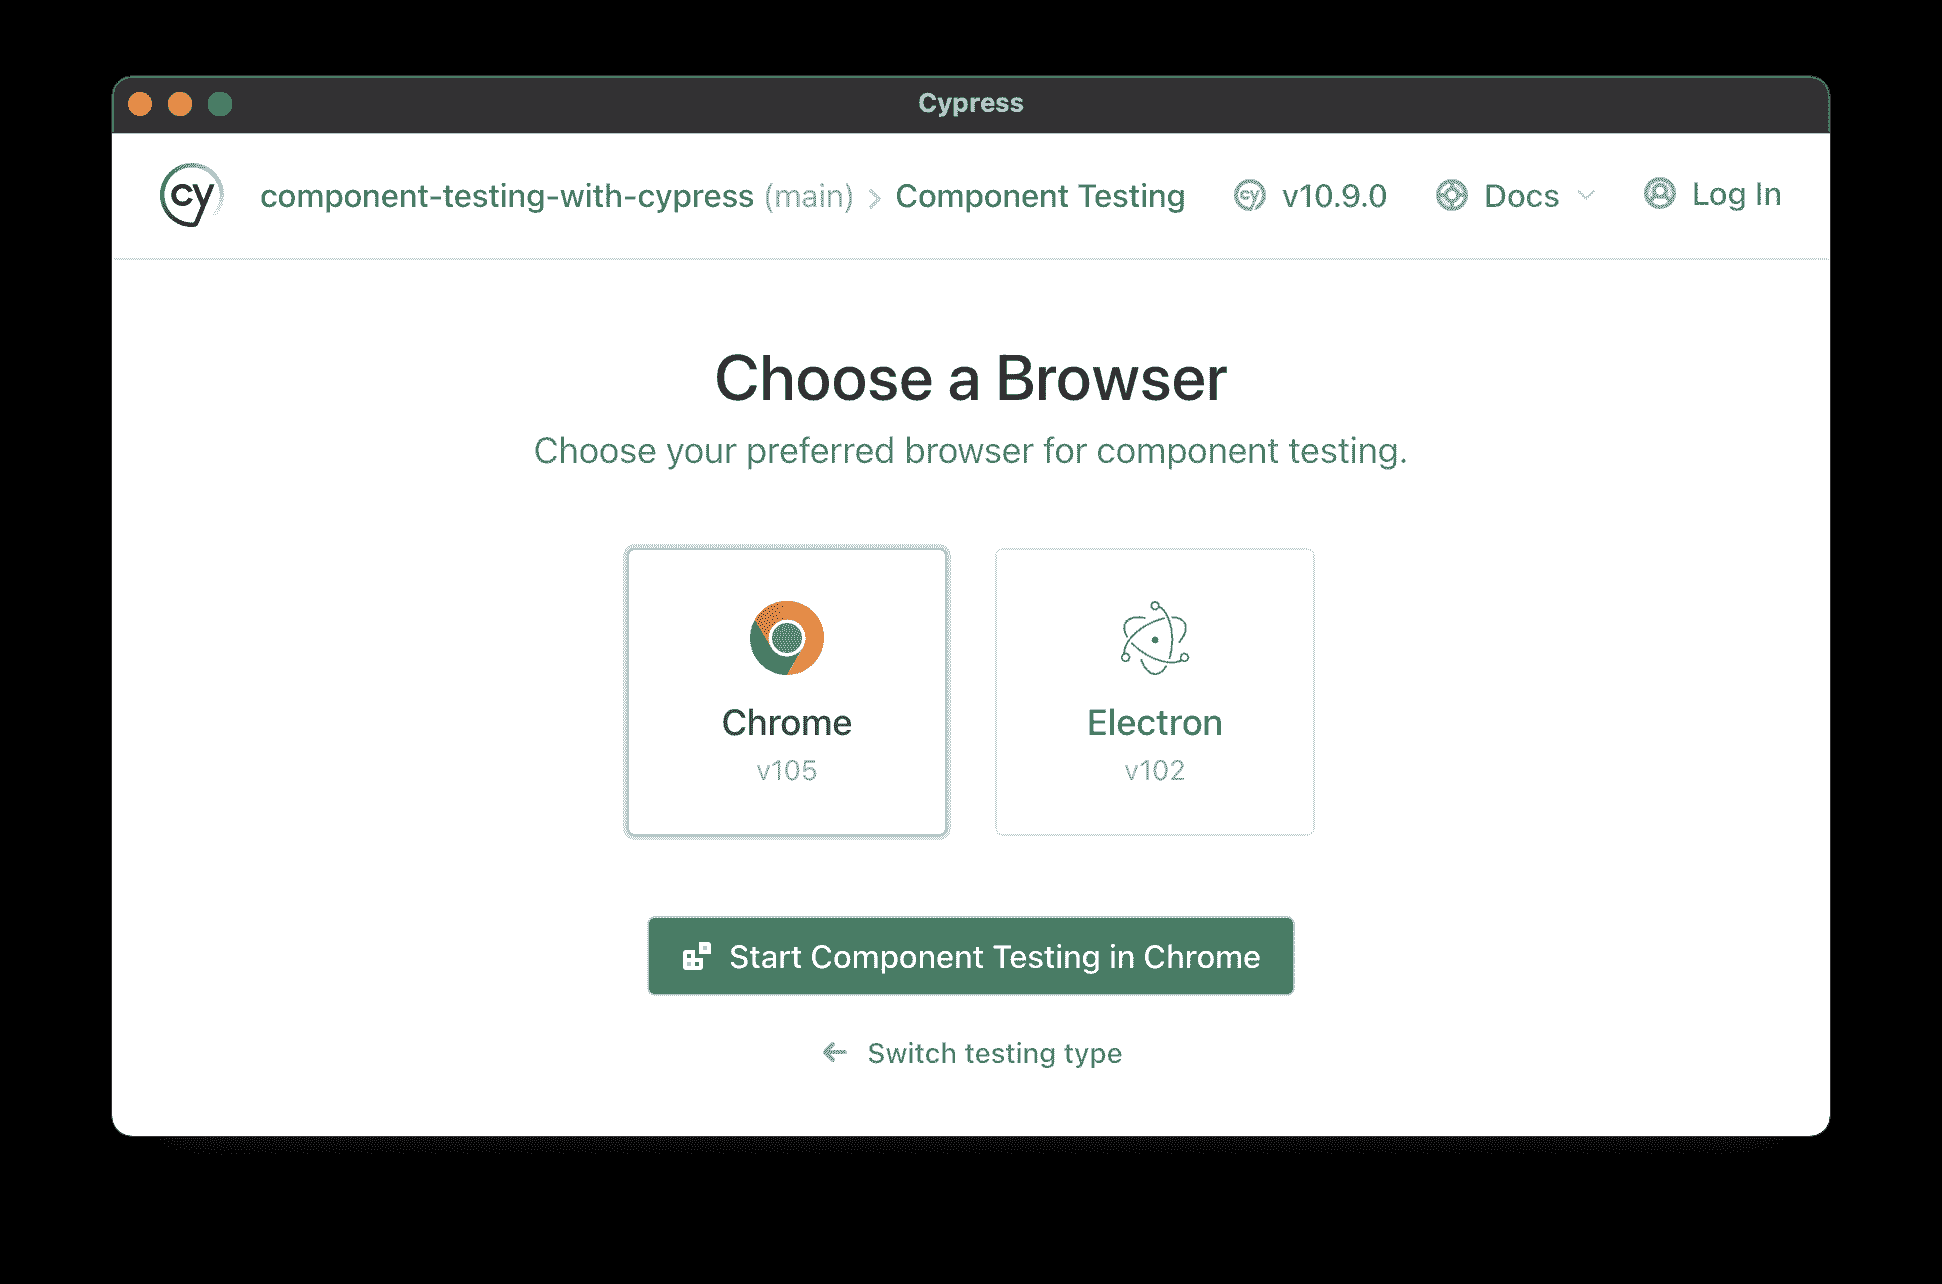 Cypress
cy component-testing-with-cypress (main) > Component Testing cy v10.9.0 Docs Log In
Choose a Browser
Choose your preferred browser for component testing.
Chrome Electron
v105 v102
Start Component Testing in Chrome
← Switch testing type